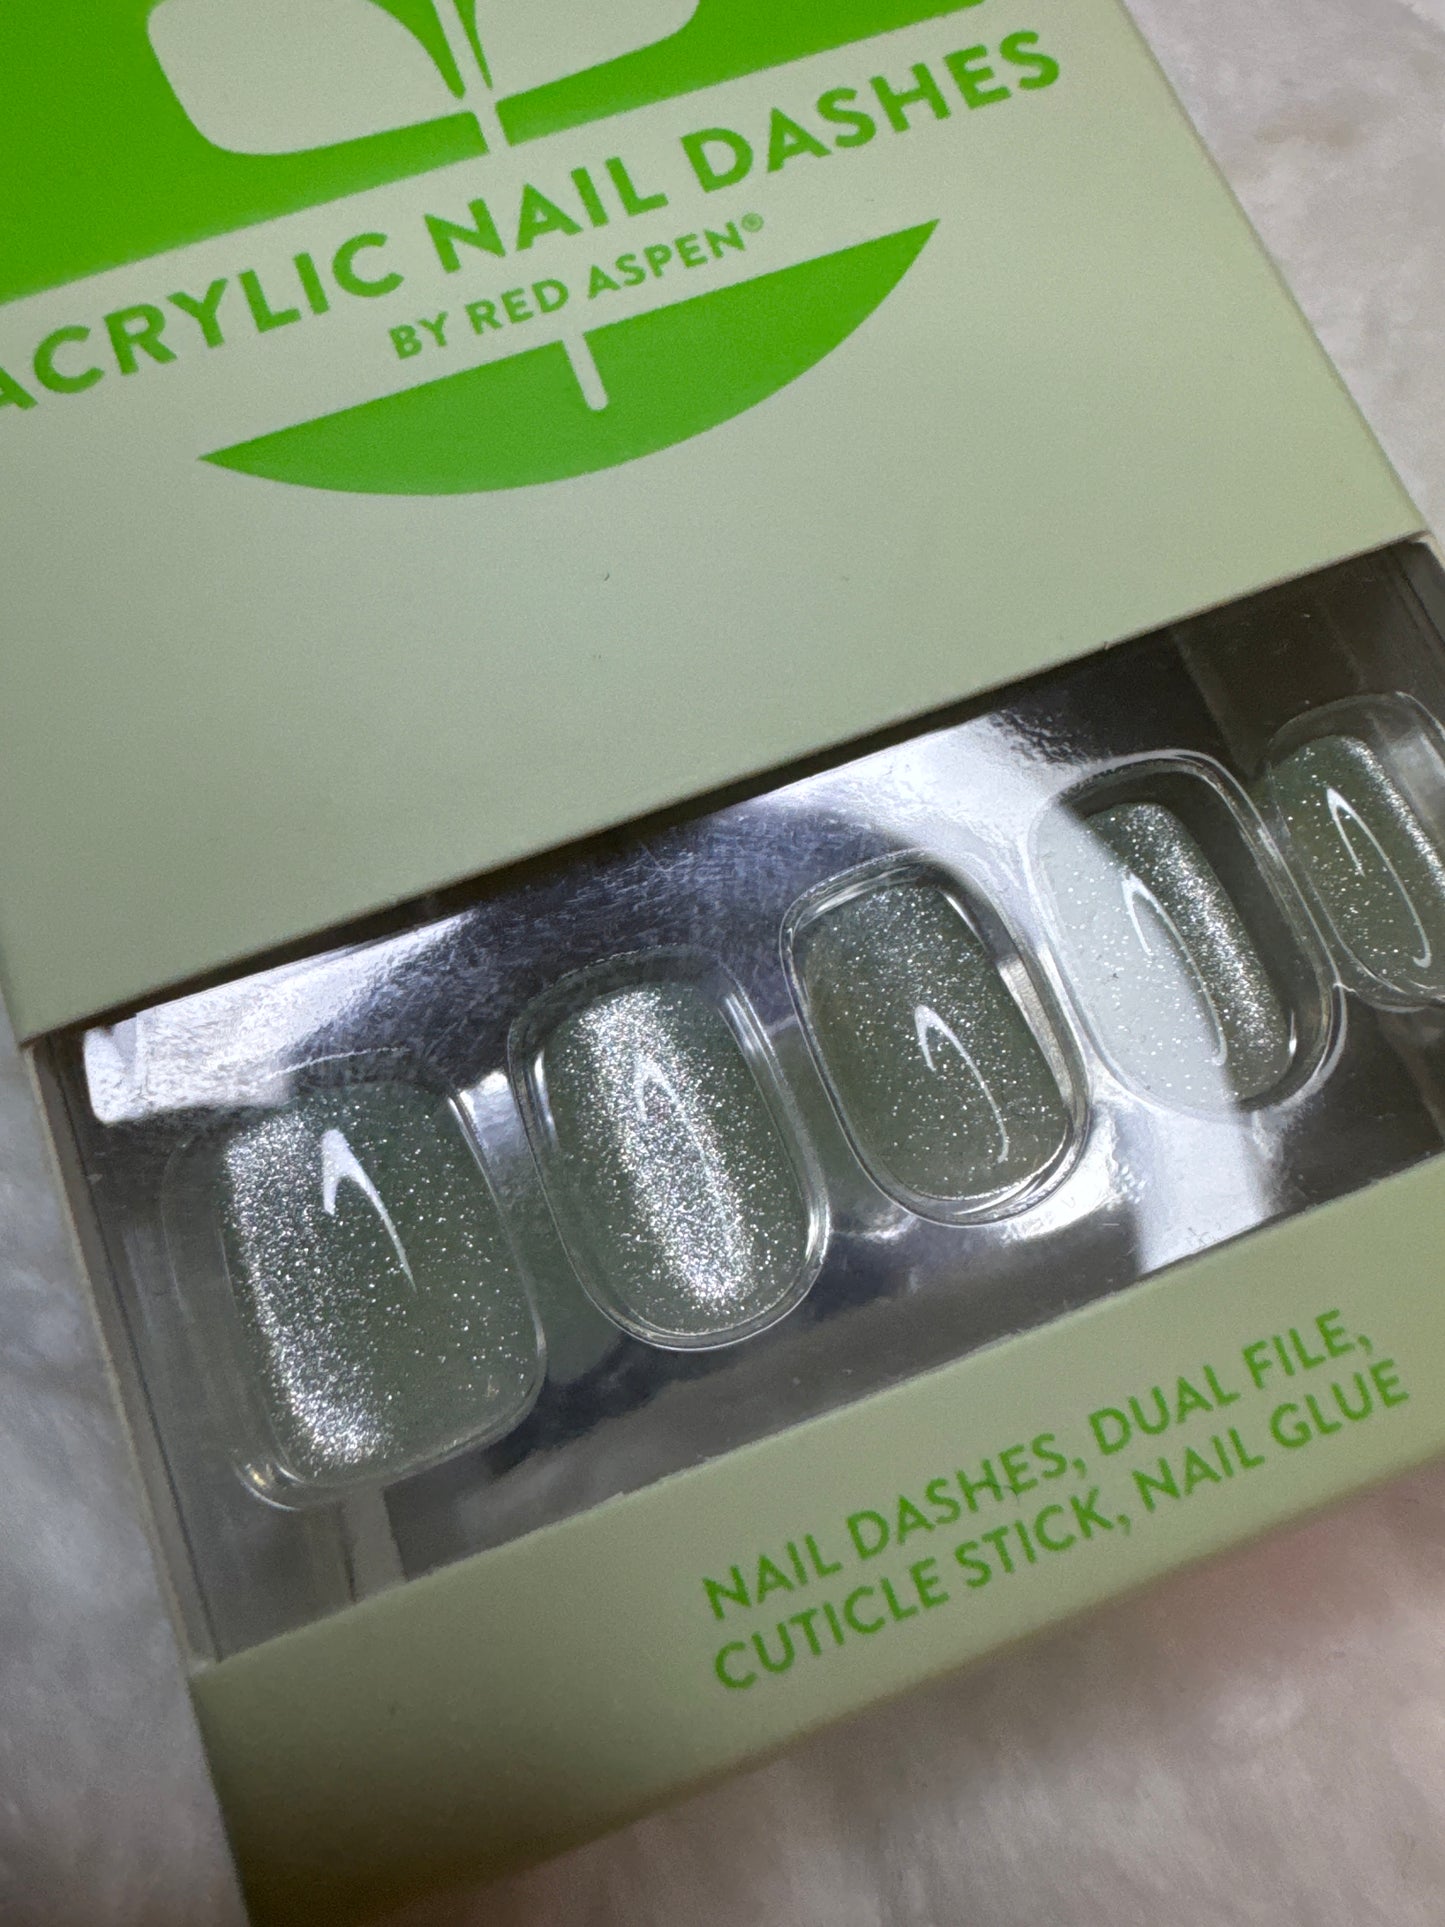 ACRYLIC NAIL DASHES
BY RED ASPEN®
NAIL DASHES, DUAL FILE,
CUTICLE STICK, NAIL GLUE